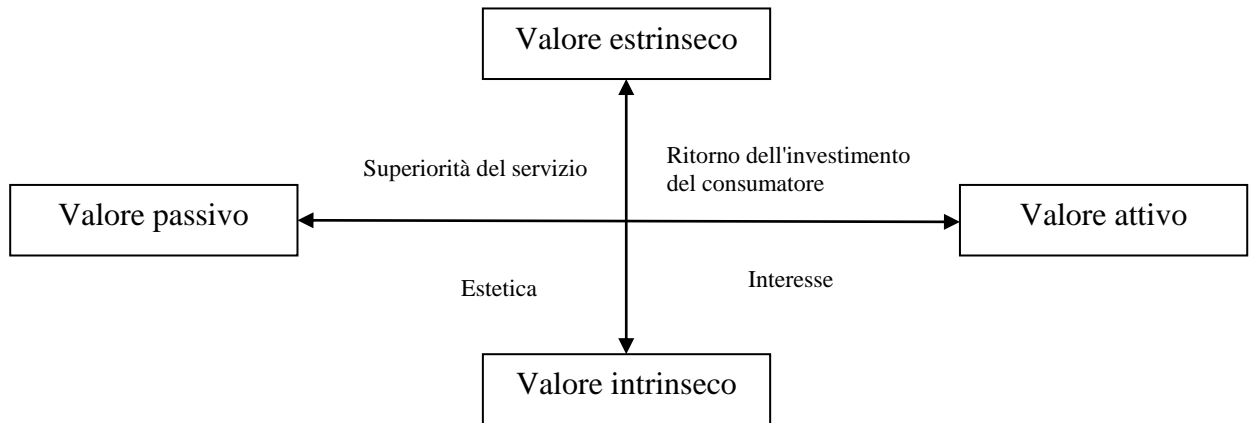 Valore estrinseco
Superiorità del servizio
Ritorno dell'investimento
del consumatore
Valore passivo
Valore attivo
Estetica
Interesse
Valore intrinseco